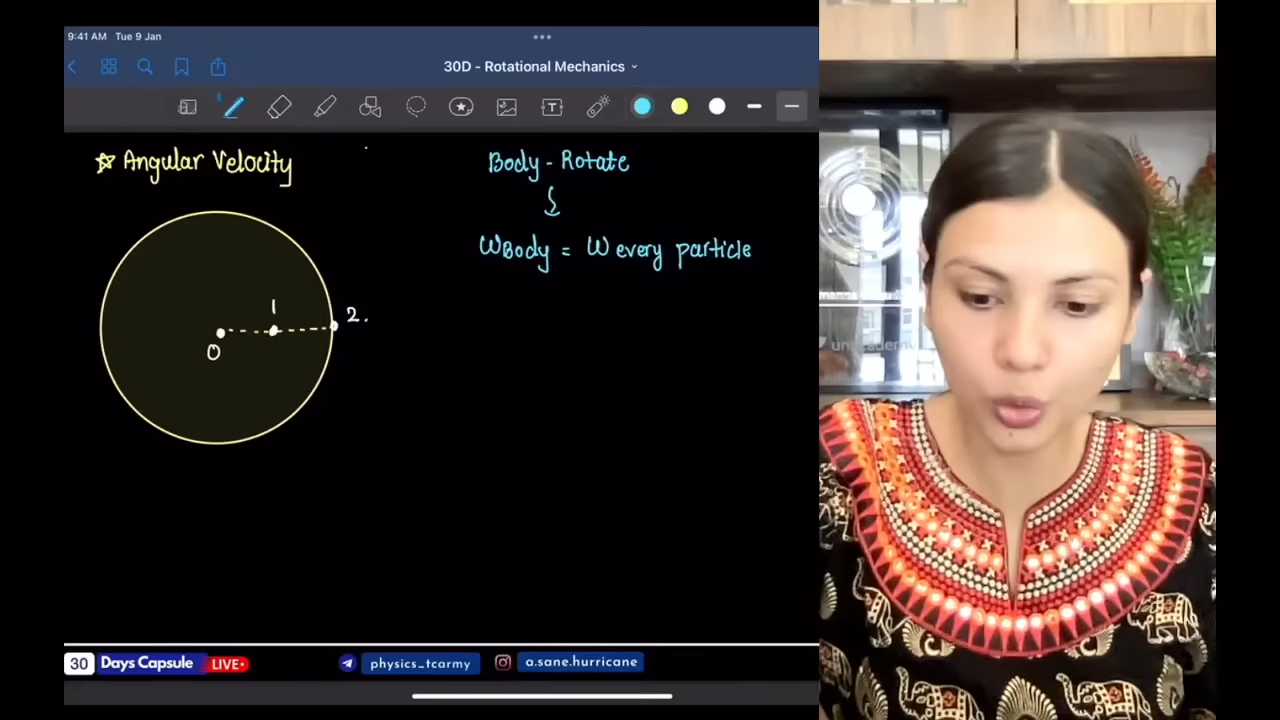 9:41 AM Tue 9 Jan
30D - Rotational Mechanics
T
☆ Angular Velocity
Body - Rotate
ωBody = ω every particle
1
2.
O
unacademy
30 Days Capsule LIVE
physics_tcarmy
a.sane.hurricane